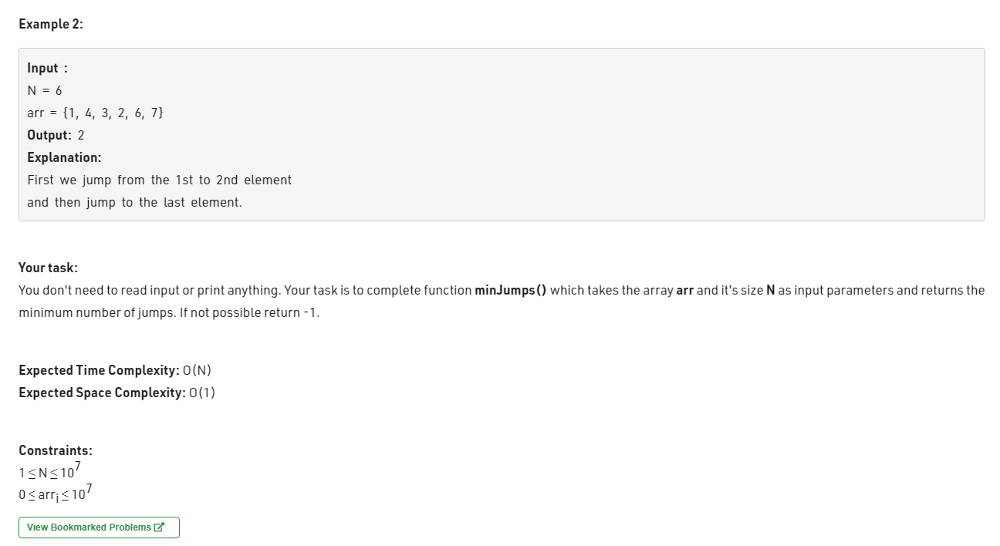 Example 2:
Input :
N = 6
arr = {1, 4, 3, 2, 6, 7}
Output: 2
Explanation:
First we jump from the 1st to 2nd element
and then jump to the last element.
Your task:
You don't need to read input or print anything. Your task is to complete function minJumps() which takes the array arr and it's size N as input parameters and returns the
minimum number of jumps. If not possible return -1.
Expected Time Complexity: O(N)
Expected Space Complexity: O(1)
Constraints:
1 ≤ N ≤ 10^7
0 ≤ arr_i ≤ 10^7
View Bookmarked Problems